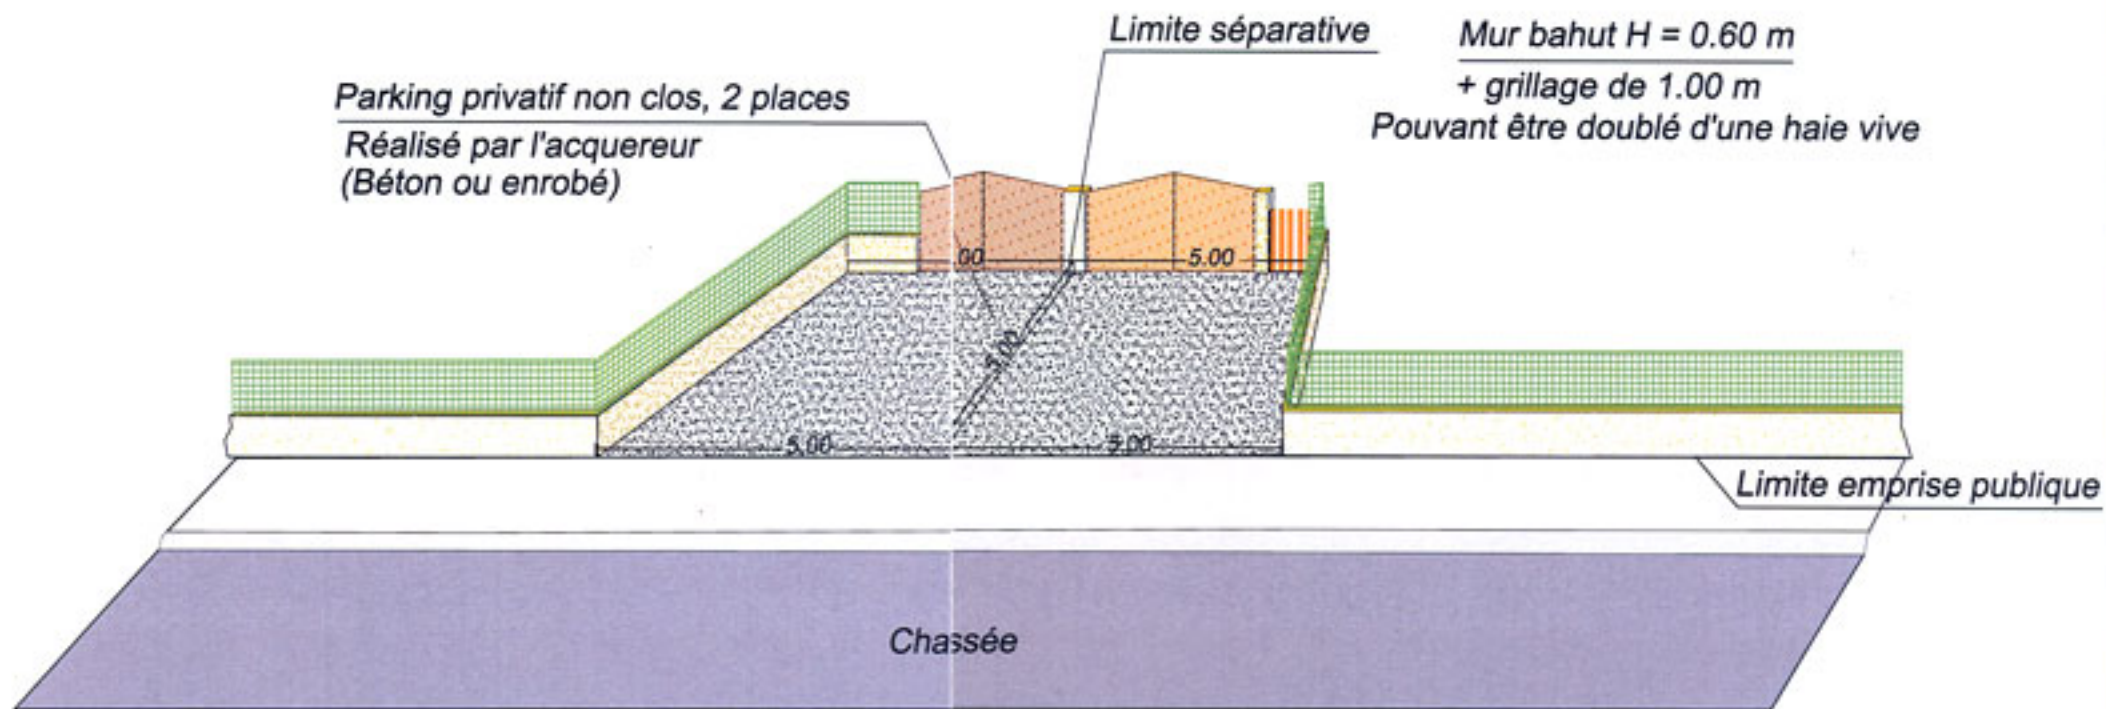 Limite séparative
Mur bahut H = 0.60 m
+ grillage de 1.00 m
Pouvant être doublé d'une haie vive
Parking privatif non clos, 2 places
Réalisé par l'acquereur
(Béton ou enrobé)
.00
5.00
5.00
5.00
5.00
Limite emprise publique
Chassée